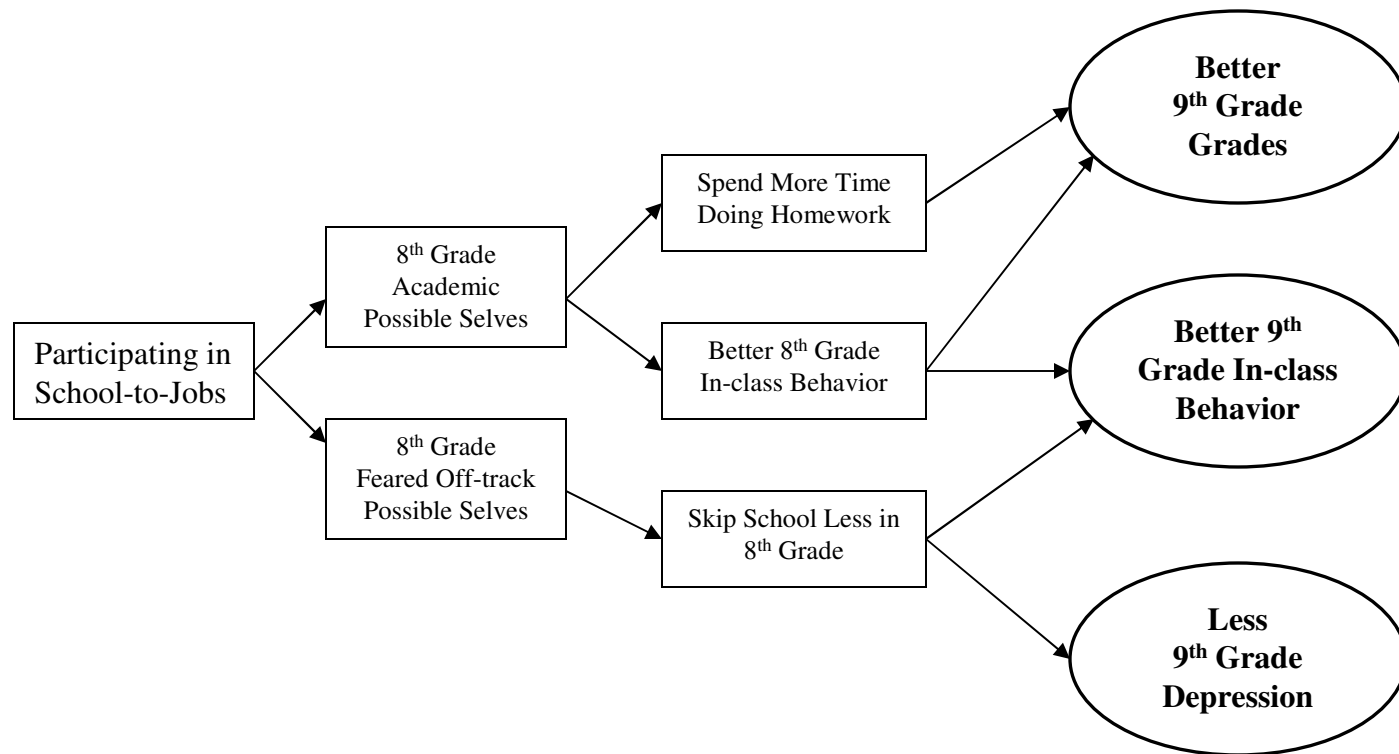 Participating in
School-to-Jobs
8th Grade
Academic
Possible Selves
8th Grade
Feared Off-track
Possible Selves
Spend More Time
Doing Homework
Better 8th Grade
In-class Behavior
Skip School Less in
8th Grade
Better
9th Grade
Grades
Better 9th
Grade In-class
Behavior
Less
9th Grade
Depression